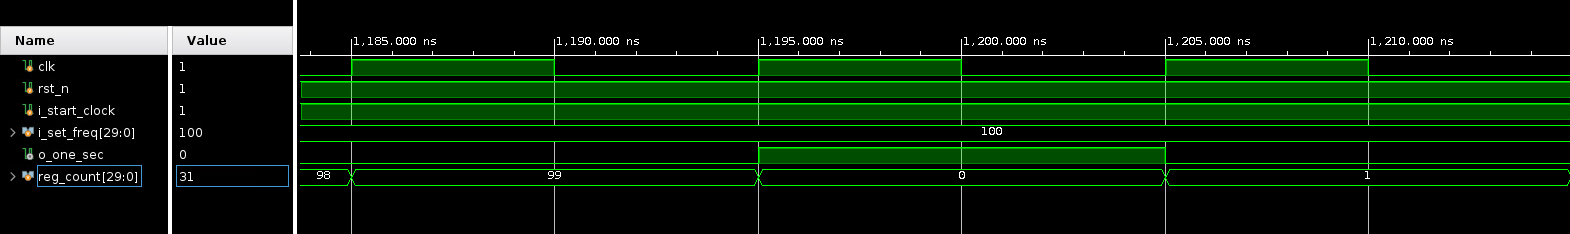 Name Value 1,185.000 ns 1,190.000 ns 1,195.000 ns 1,200.000 ns 1,205.000 ns 1,210.000 ns
clk 1
rst_n 1
i_start_clock 1
i_set_freq[29:0] 100 100
o_one_sec 0
reg_count[29:0] 31 98 99 0 1